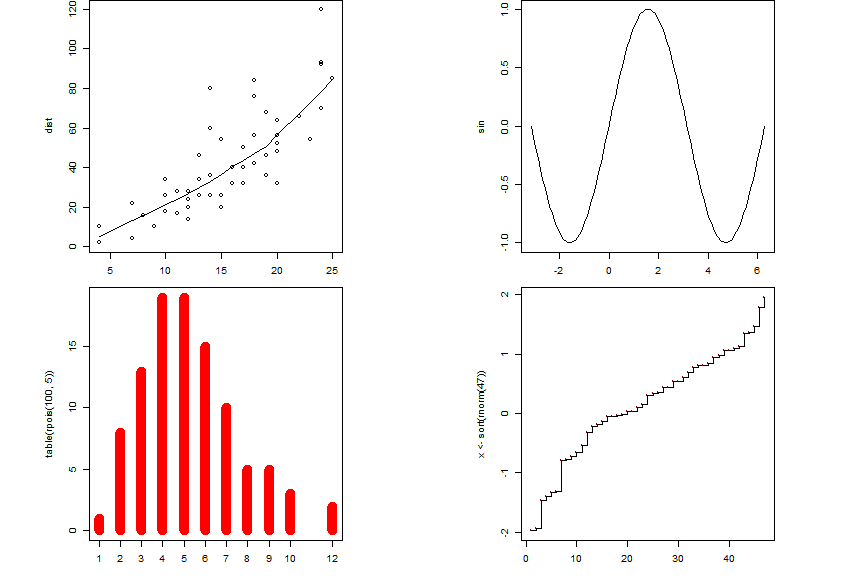 dist
0 20 40 60 80 100 120
5 10 15 20 25
sin
-1.0 -0.5 0.0 0.5 1.0
-2 0 2 4 6
table(rpois(100, 5))
0 5 10 15
1 2 3 4 5 6 7 8 9 10 12
x <- sort(rnorm(47))
-2 -1 0 1 2
0 10 20 30 40